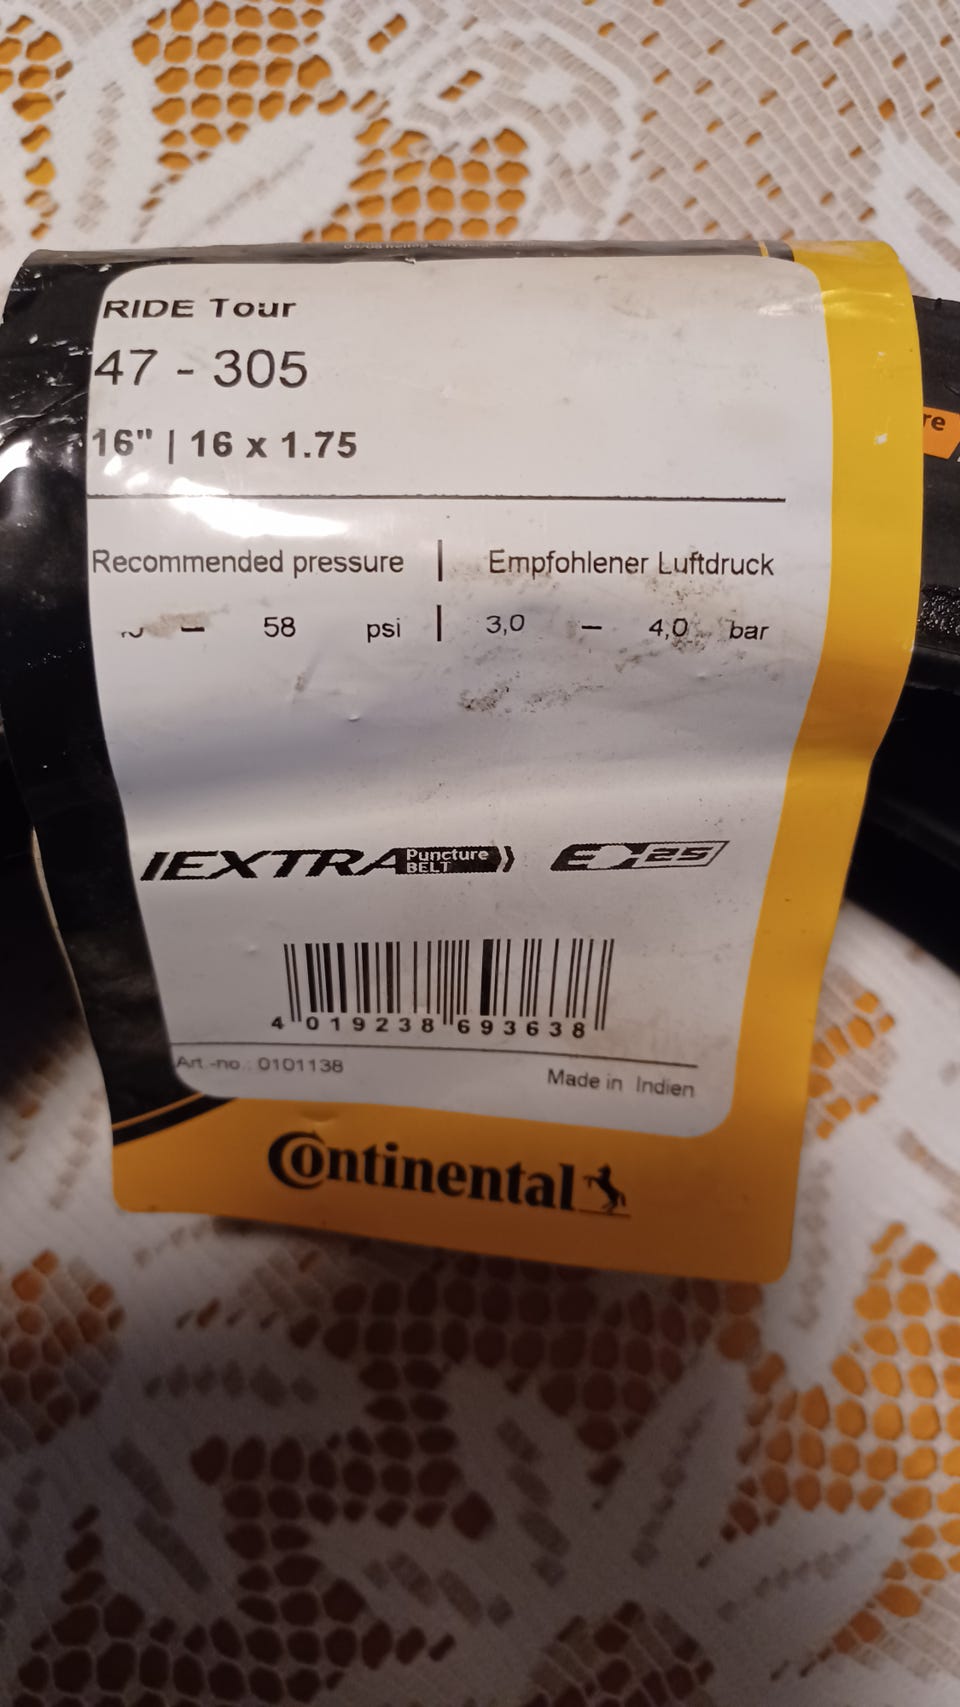 RIDE Tour
47 - 305
16" | 16 x 1.75
Recommended pressure | Empfohlener Luftdruck
– 58 psi | 3,0 – 4,0 bar
EXTRA Puncture BELT
25
4 019238 693638
Art.-no.: 0101138
Made in Indien
Continental
re